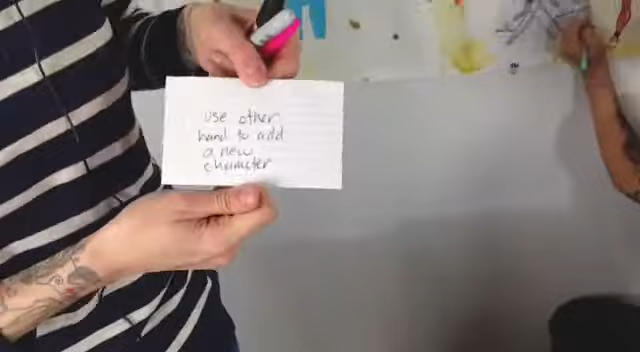 use other
hand to add
a new
character